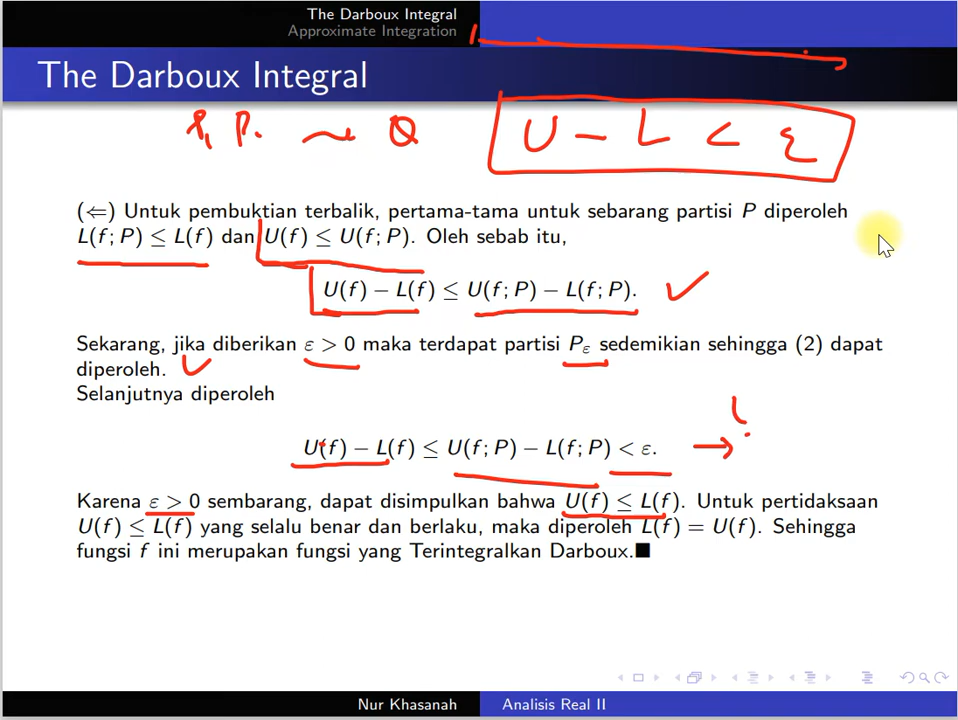 The Darboux Integral
Approximate Integration
The Darboux Integral
P₁ P. ~ Q U − L < ε
(⇐) Untuk pembuktian terbalik, pertama-tama untuk sebarang partisi P diperoleh
L(f; P) ≤ L(f) dan U(f) ≤ U(f; P). Oleh sebab itu,
U(f) − L(f) ≤ U(f; P) − L(f; P).
Sekarang, jika diberikan ε > 0 maka terdapat partisi Pε sedemikian sehingga (2) dapat
diperoleh.
Selanjutnya diperoleh
U(f) − L(f) ≤ U(f; P) − L(f; P) < ε.
Karena ε > 0 sembarang, dapat disimpulkan bahwa U(f) ≤ L(f). Untuk pertidaksaan
U(f) ≤ L(f) yang selalu benar dan berlaku, maka diperoleh L(f) = U(f). Sehingga
fungsi f ini merupakan fungsi yang Terintegralkan Darboux.■
Nur Khasanah Analisis Real II